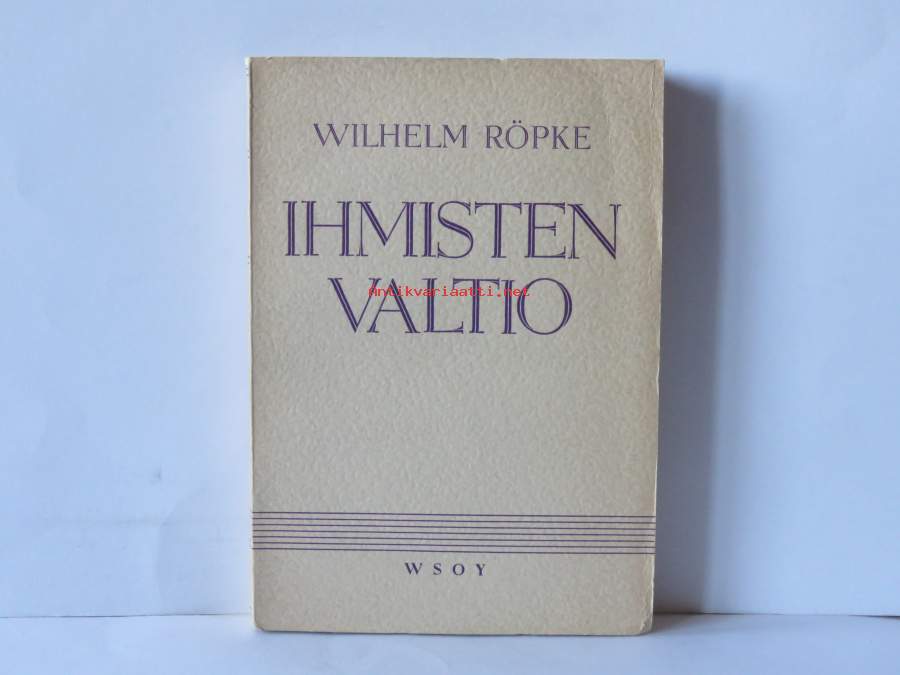 WILHELM RÖPKE
IHMISTEN
antikvariaatti.net
VALTIO
WSOY